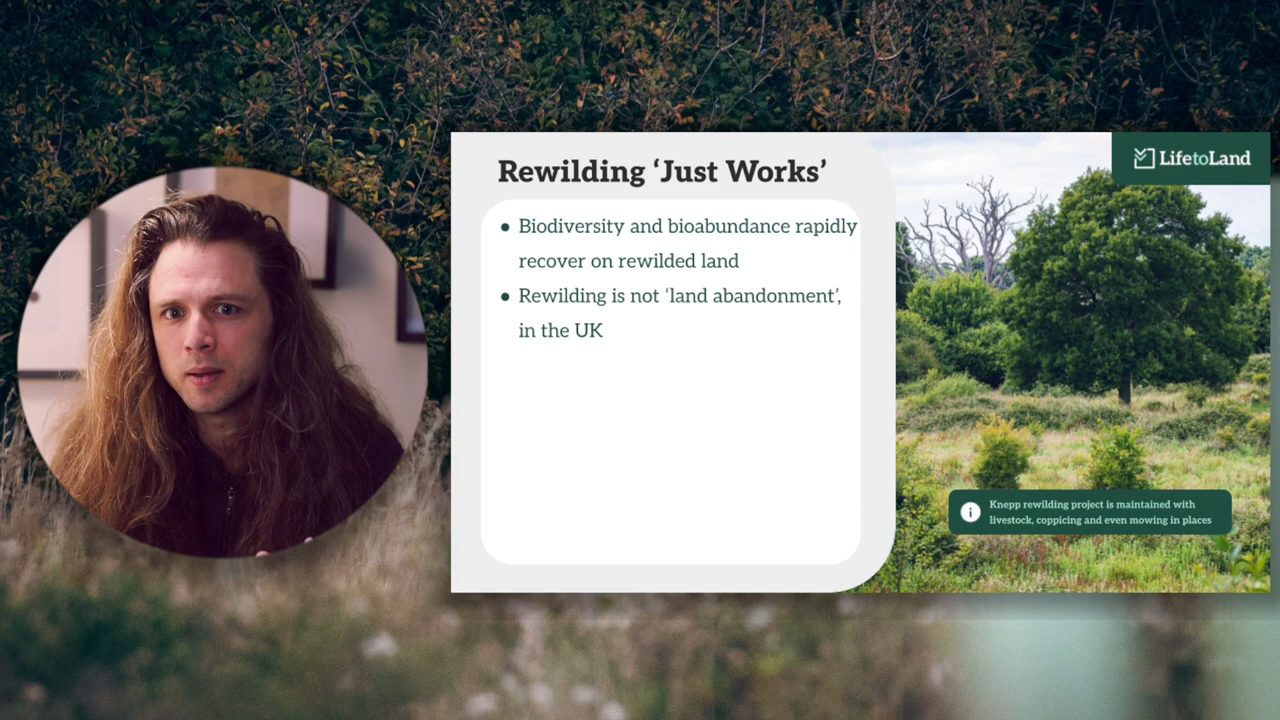 Rewilding ‘Just Works’
• Biodiversity and bioabundance rapidly
recover on rewilded land
• Rewilding is not ‘land abandonment’,
in the UK
LifetoLand
Knepp rewilding project is maintained with
livestock, coppicing and even mowing in places